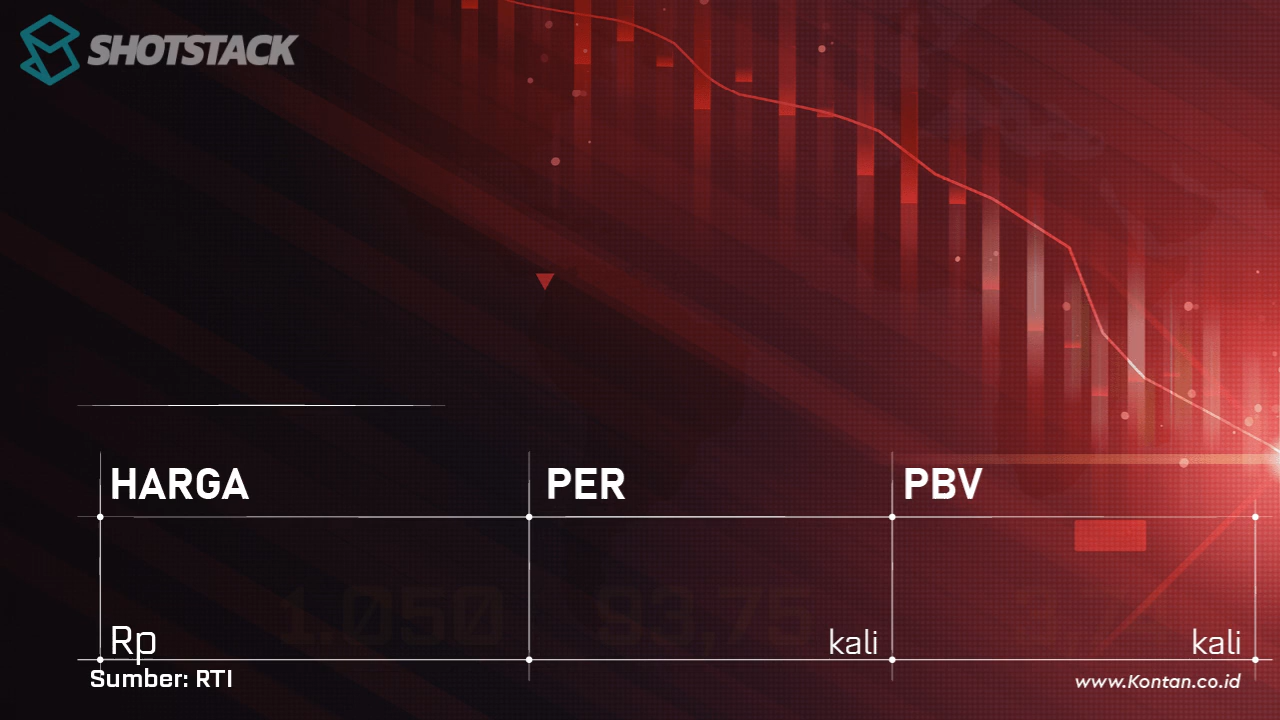 SHOTSTACK
HARGA PER PBV
1.050 93,75
Rp kali kali
Sumber: RTI www.Kontan.co.id